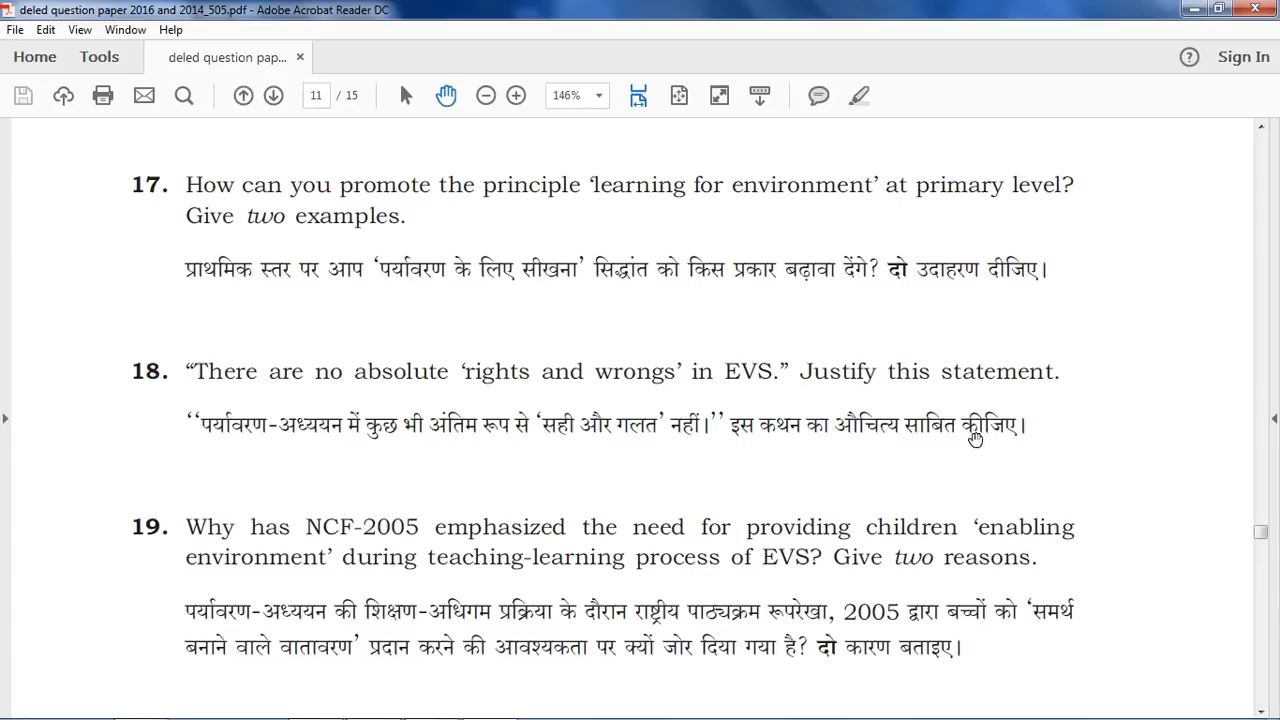 deled question paper 2016 and 2014_505.pdf - Adobe Acrobat Reader DC
File Edit View Window Help
Home Tools deled question pap... × ? Sign In
11 / 15 146%
17. How can you promote the principle ‘learning for environment’ at primary level?
Give two examples.
प्राथमिक स्तर पर आप ‘पर्यावरण के लिए सीखना’ सिद्धांत को किस प्रकार बढ़ावा देंगे? दो उदाहरण दीजिए।
18. “There are no absolute ‘rights and wrongs’ in EVS.” Justify this statement.
‘‘पर्यावरण-अध्ययन में कुछ भी अंतिम रूप से ‘सही और गलत’ नहीं।’’ इस कथन का औचित्य साबित कीजिए।
19. Why has NCF-2005 emphasized the need for providing children ‘enabling
environment’ during teaching-learning process of EVS? Give two reasons.
पर्यावरण-अध्ययन की शिक्षण-अधिगम प्रक्रिया के दौरान राष्ट्रीय पाठ्यक्रम रूपरेखा, 2005 द्वारा बच्चों को ‘समर्थ
बनाने वाले वातावरण’ प्रदान करने की आवश्यकता पर क्यों जोर दिया गया है? दो कारण बताइए।